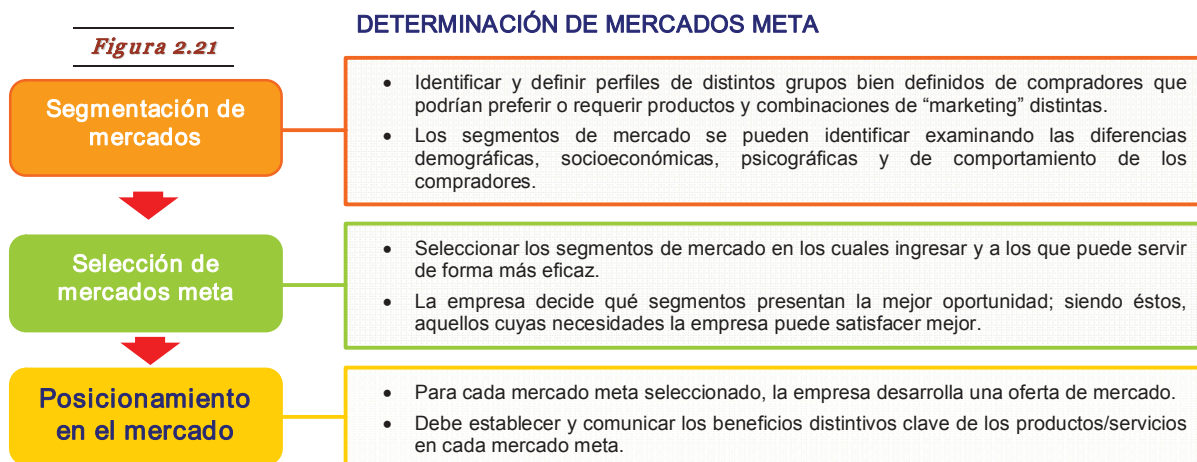 DETERMINACIÓN DE MERCADOS META
Figura 2.21
Segmentación de
mercados
• Identificar y definir perfiles de distintos grupos bien definidos de compradores que
podrían preferir o requerir productos y combinaciones de “marketing” distintas.
• Los segmentos de mercado se pueden identificar examinando las diferencias
demográficas, socioeconómicas, psicográficas y de comportamiento de los
compradores.
Selección de
mercados meta
• Seleccionar los segmentos de mercado en los cuales ingresar y a los que puede servir
de forma más eficaz.
• La empresa decide qué segmentos presentan la mejor oportunidad; siendo éstos,
aquellos cuyas necesidades la empresa puede satisfacer mejor.
Posicionamiento
en el mercado
• Para cada mercado meta seleccionado, la empresa desarrolla una oferta de mercado.
• Debe establecer y comunicar los beneficios distintivos clave de los productos/servicios
en cada mercado meta.